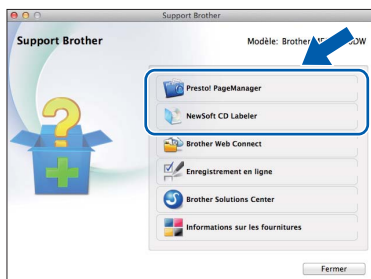 Support Brother
Support Brother
Modèle: Brother
Presto! PageManager
NewSoft CD Labeler
Brother Web Connect
Enregistrement en ligne
Brother Solutions Center
Informations sur les fournitures
Fermer